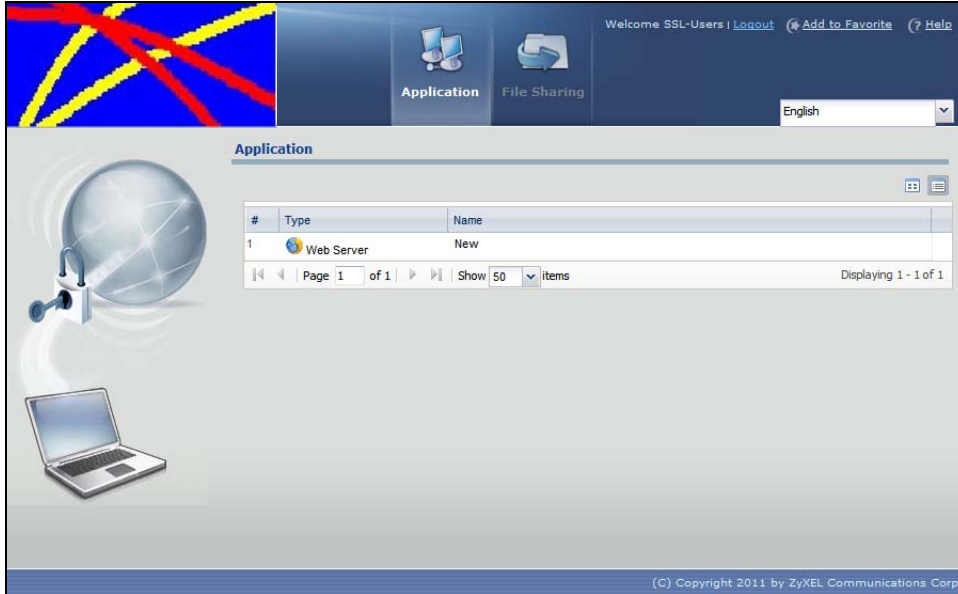 Welcome SSL-Users | Logout Add to Favorite ? Help
Application File Sharing
English
Application
# Type Name
1 Web Server New
Page 1 of 1 Show 50 items Displaying 1 - 1 of 1
(C) Copyright 2011 by ZyXEL Communications Corp